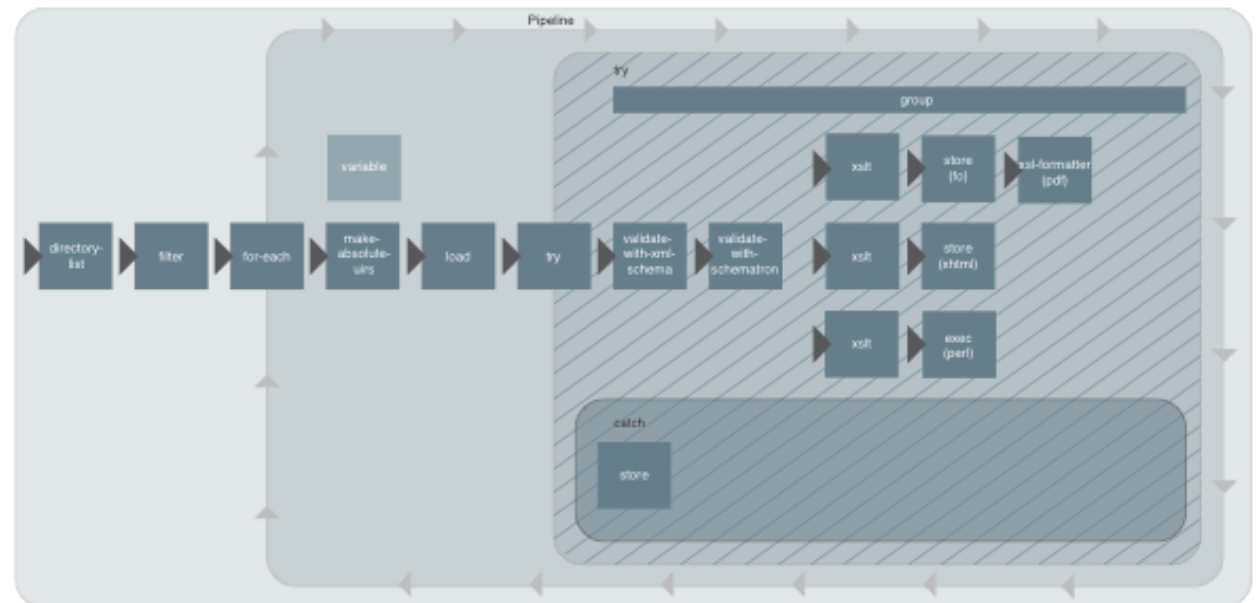 Pipeline
try
group
variable
xslt
store
(fo)
xsl-formatter
(pdf)
directory-
list
filter
for-each
make-
absolute-
uirs
load
try
validate-
with-xml-
schema
validate-
with-
schematron
xslt
store
(xhtml)
xslt
exec
(perl)
catch
store